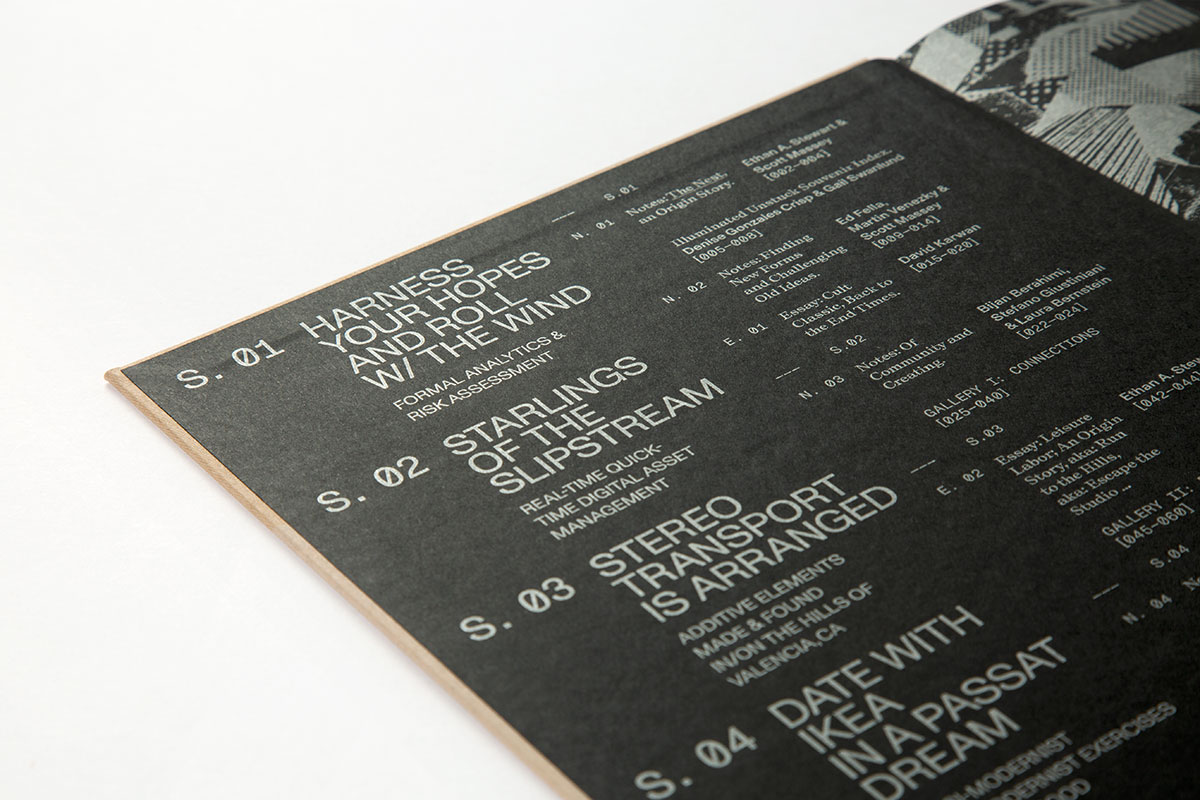 S. 01
HARNESS
YOUR HOPES
AND ROLL
W/ THE WIND
FORMAL ANALYTICS &
RISK ASSESSMENT
S. 02
STARLINGS
OF THE
SLIPSTREAM
REAL-TIME QUICK-
TIME DIGITAL ASSET
MANAGEMENT
S. 03
STEREO
TRANSPORT
IS ARRANGED
ADDITIVE ELEMENTS
MADE & FOUND
IN/ON THE HILLS OF
VALENCIA, CA
S. 04
DATE WITH
IKEA
IN A PASSAT
DREAM
S.01
N. 01
Notes: The Nest,
an Origin Story.
Ethan A. Stewart &
Scott Massey
[002–004]
Illuminated Unstuck Souvenir Index.
Denise Gonzales Crisp & Gail Swanlund
[005–008]
N. 02
Notes: Finding
New Forms
and Challenging
Old Ideas.
Ed Fella,
Martin Venezky &
Scott Massey
[009–014]
E. 01
Essay: Cult
Classic, Back to
the End Times.
David Karwan
[015–020]
S.02
N. 03
Notes: Of
Community and
Creating.
Bijan Berahimi,
Stefano Giustiniani
& Laura Bernstein
[022–024]
GALLERY I: CONNECTIONS
[025–040]
S.03
E. 02
Essay: Leisure
Labor, An Origin
Story, aka: Run
to the Hills,
aka: Escape the
Studio –
Ethan A.
GALLERY II:
[045–060]
S.04
N. 04